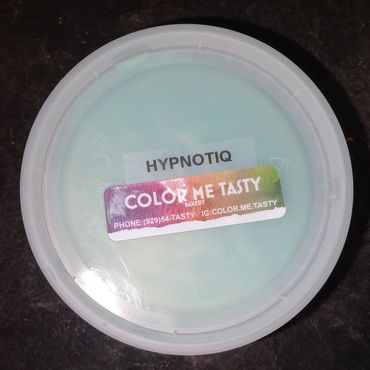 HYPNOTIQ
COLOR ME TASTY
BAKERY
PHONE:(929)54-TASTY IG:COLOR.ME.TASTY